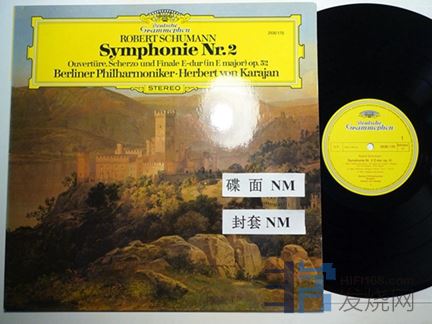 Deutsche
Grammophon
2530 170
ROBERT SCHUMANN
Symphonie Nr.2
Ouvertüre, Scherzo und Finale E-dur (in E major) op. 52
Berliner Philharmoniker · Herbert von Karajan
STEREO
碟面 NM
封套 NM
Deutsche
Grammophon
HIFI168.com
发烧网